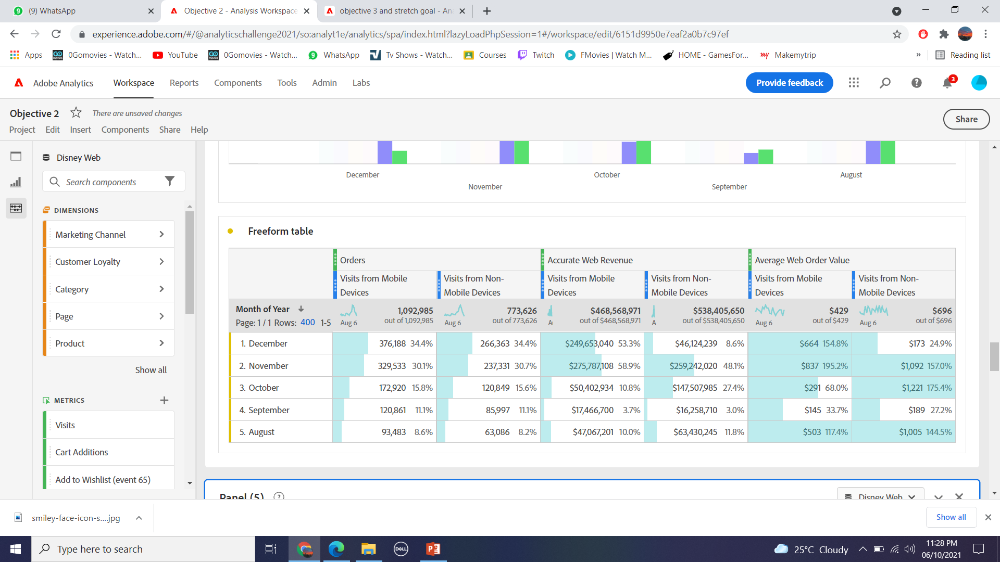 (9) WhatsApp
Objective 2 - Analysis Workspace
objective 3 and stretch goal - An
experience.adobe.com/#/@analyticschallenge2021/so:analyt1e/analytics/spa/index.html?lazyLoadPhpSession=1#/workspace/edit/6151d9950e7eaf2a0b7c97ef
Apps 0Gomovies - Watch... YouTube 0Gomovies - Watch... WhatsApp Tv Shows - Watch... Courses Twitch FMovies | Watch M... HOME - GamesFor... my Makemytrip » Reading list
Adobe Analytics Workspace Reports Components Tools Admin Labs Provide feedback 3
Objective 2 There are unsaved changes
Share
Project Edit Insert Components Share Help
Disney Web
Search components
DIMENSIONS
Marketing Channel
Customer Loyalty
Category
Page
Product
Show all
METRICS
Visits
Cart Additions
Add to Wishlist (event 65)
December October August
November September
Freeform table
Orders Accurate Web Revenue Average Web Order Value
Visits from Mobile Devices Visits from Non-Mobile Devices Visits from Mobile Devices Visits from Non-Mobile Devices Visits from Mobile Devices Visits from Non-Mobile Devices
Month of Year 1,092,985 773,626 $468,568,971 $538,405,650 $429 $696
Page: 1 / 1 Rows: 400 1-5 Aug 6 out of 1,092,985 Aug 6 out of 773,626 A out of $468,568,971 A out of $538,405,650 Aug 6 out of $429 Aug 6 out of $696
1. December 376,188 34.4% 266,363 34.4% $249,653,040 53.3% $46,124,239 8.6% $664 154.8% $173 24.9%
2. November 329,533 30.1% 237,331 30.7% $275,787,108 58.9% $259,242,020 48.1% $837 195.2% $1,092 157.0%
3. October 172,920 15.8% 120,849 15.6% $50,402,934 10.8% $147,507,985 27.4% $291 68.0% $1,221 175.4%
4. September 120,861 11.1% 85,997 11.1% $17,466,700 3.7% $16,258,710 3.0% $145 33.7% $189 27.2%
5. August 93,483 8.6% 63,086 8.2% $47,067,201 10.0% $63,430,245 11.8% $503 117.4% $1,005 144.5%
Panel (5) Disney Web
smiley-face-icon-s....jpg
Show all
Type here to search
DELL
25°C Cloudy
11:28 PM
06/10/2021